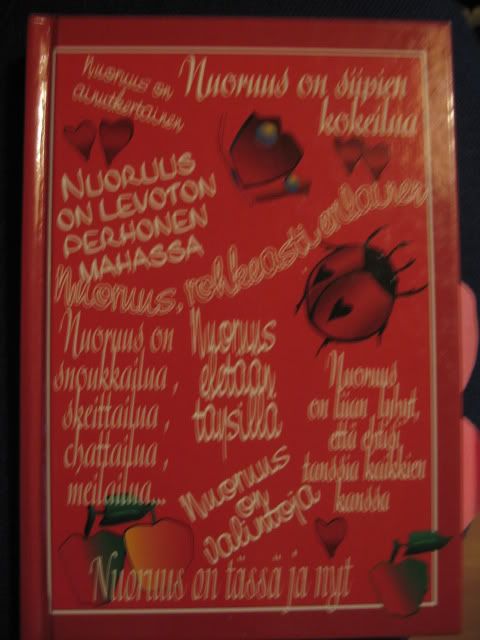 Nuoruus on
ainutkertainen
Nuoruus on siipien
kokeilua
NUORUUS
ON LEVOTON
PERHONEN
MAHASSA
Nuoruus, rohkeasti erilainen
Nuoruus on
snoukkailua,
skeittailua,
chattailua,
meilailua...
Nuoruus
eletään
täysillä
Nuoruus
on liian lyhyt,
että ehtisi
tanssia kaikkien
kanssa
Nuoruus
on
valintoja
Nuoruus on tässä ja nyt